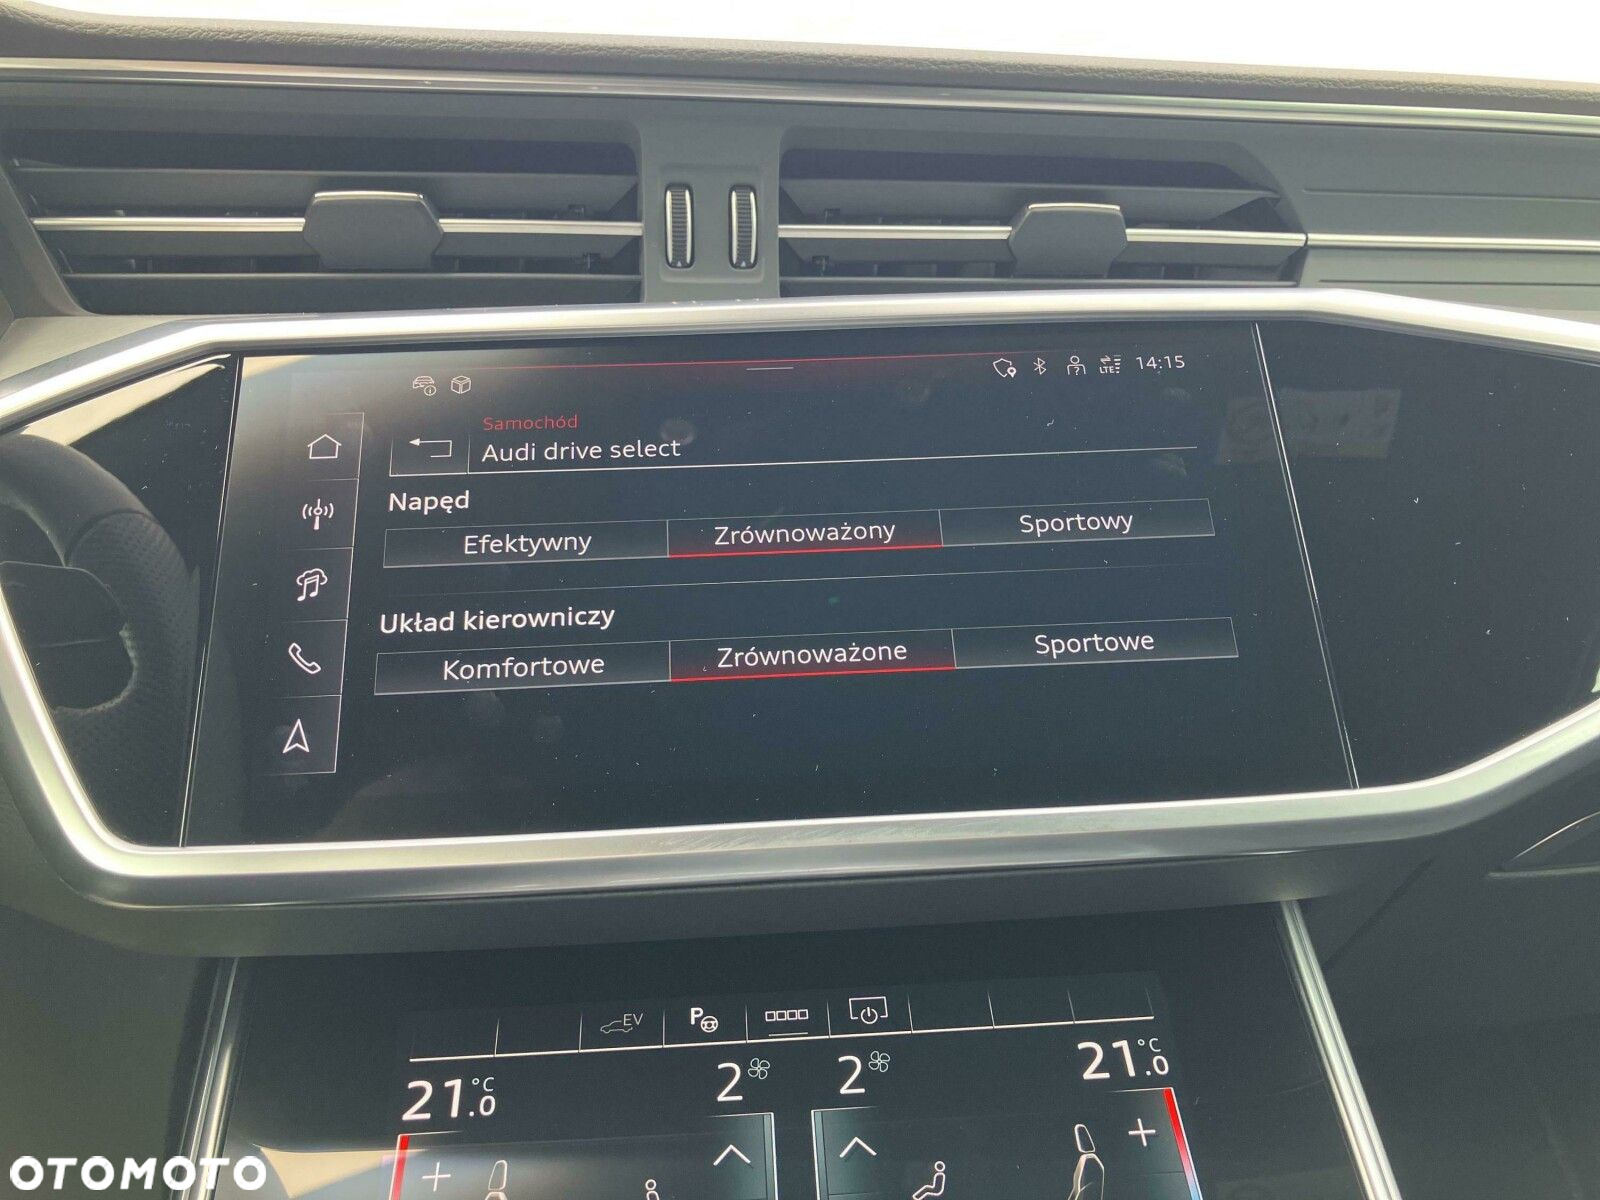 LTE 14:15
Samochód
Audi drive select
Napęd
Efektywny Zrównoważony Sportowy
Układ kierowniczy
Komfortowe Zrównoważone Sportowe
EV P
21.0 °C 2 2 21.0 °C
+ +
OTOMOTO